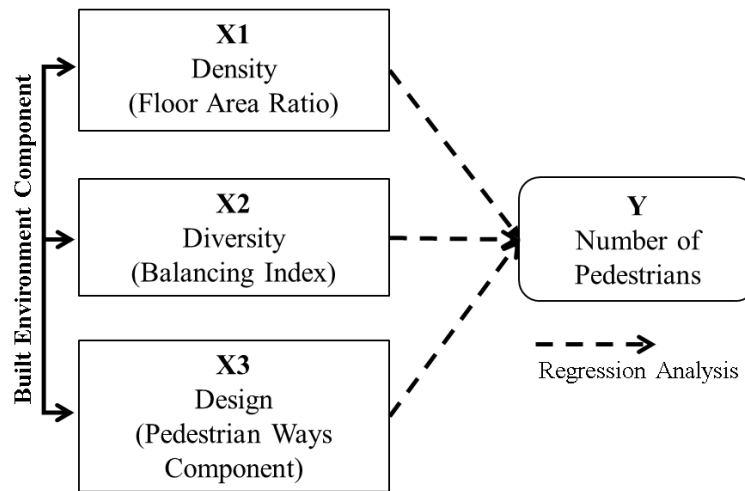 Built Environment Component
X1
Density
(Floor Area Ratio)
X2
Diversity
(Balancing Index)
X3
Design
(Pedestrian Ways
Component)
Y
Number of
Pedestrians
Regression Analysis